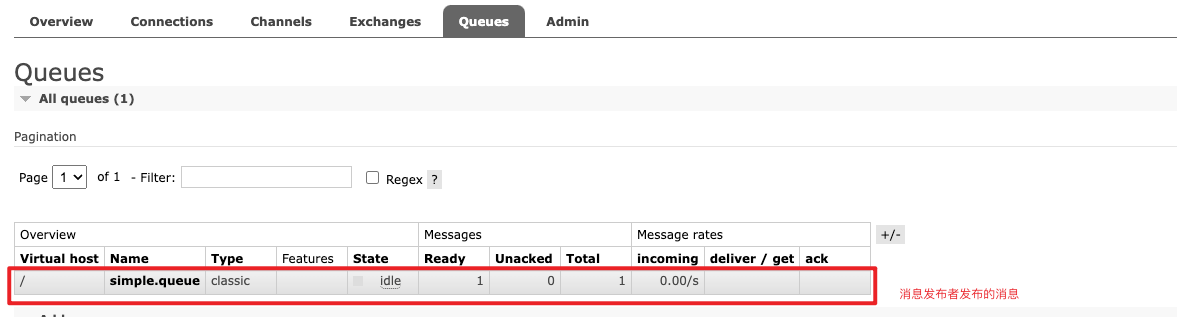 Overview Connections Channels Exchanges Queues Admin
Queues
All queues (1)
Pagination
Page 1 of 1 - Filter: Regex ?
Overview Messages Message rates +/-
Virtual host Name Type Features State Ready Unacked Total incoming deliver / get ack
/ simple.queue classic idle 1 0 1 0.00/s
消息发布者发布的消息